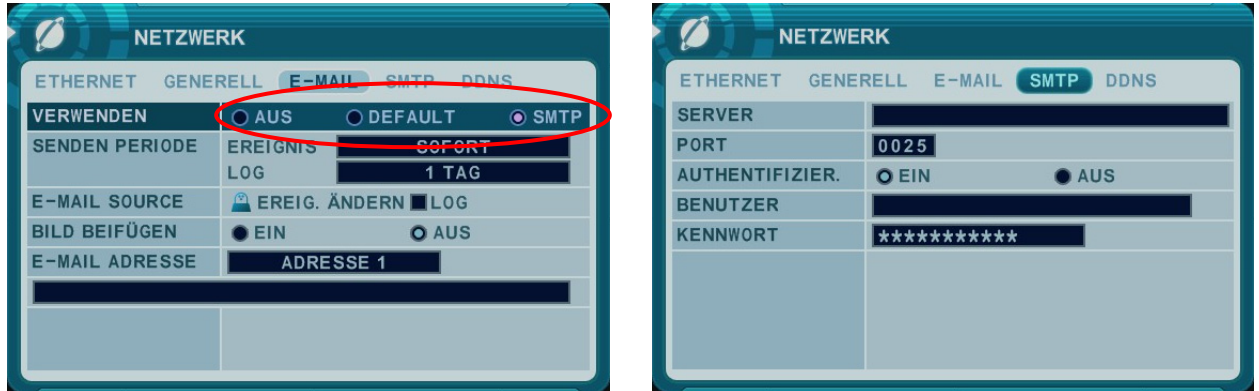 NETZWERK
ETHERNET GENERELL E-MAIL SMTP DDNS
VERWENDEN AUS DEFAULT SMTP
SENDEN PERIODE EREIGNIS SOFORT
LOG 1 TAG
E-MAIL SOURCE EREIG. ÄNDERN LOG
BILD BEIFÜGEN EIN AUS
E-MAIL ADRESSE ADRESSE 1
NETZWERK
ETHERNET GENERELL E-MAIL SMTP DDNS
SERVER
PORT 0025
AUTHENTIFIZIER. EIN AUS
BENUTZER
KENNWORT ***********